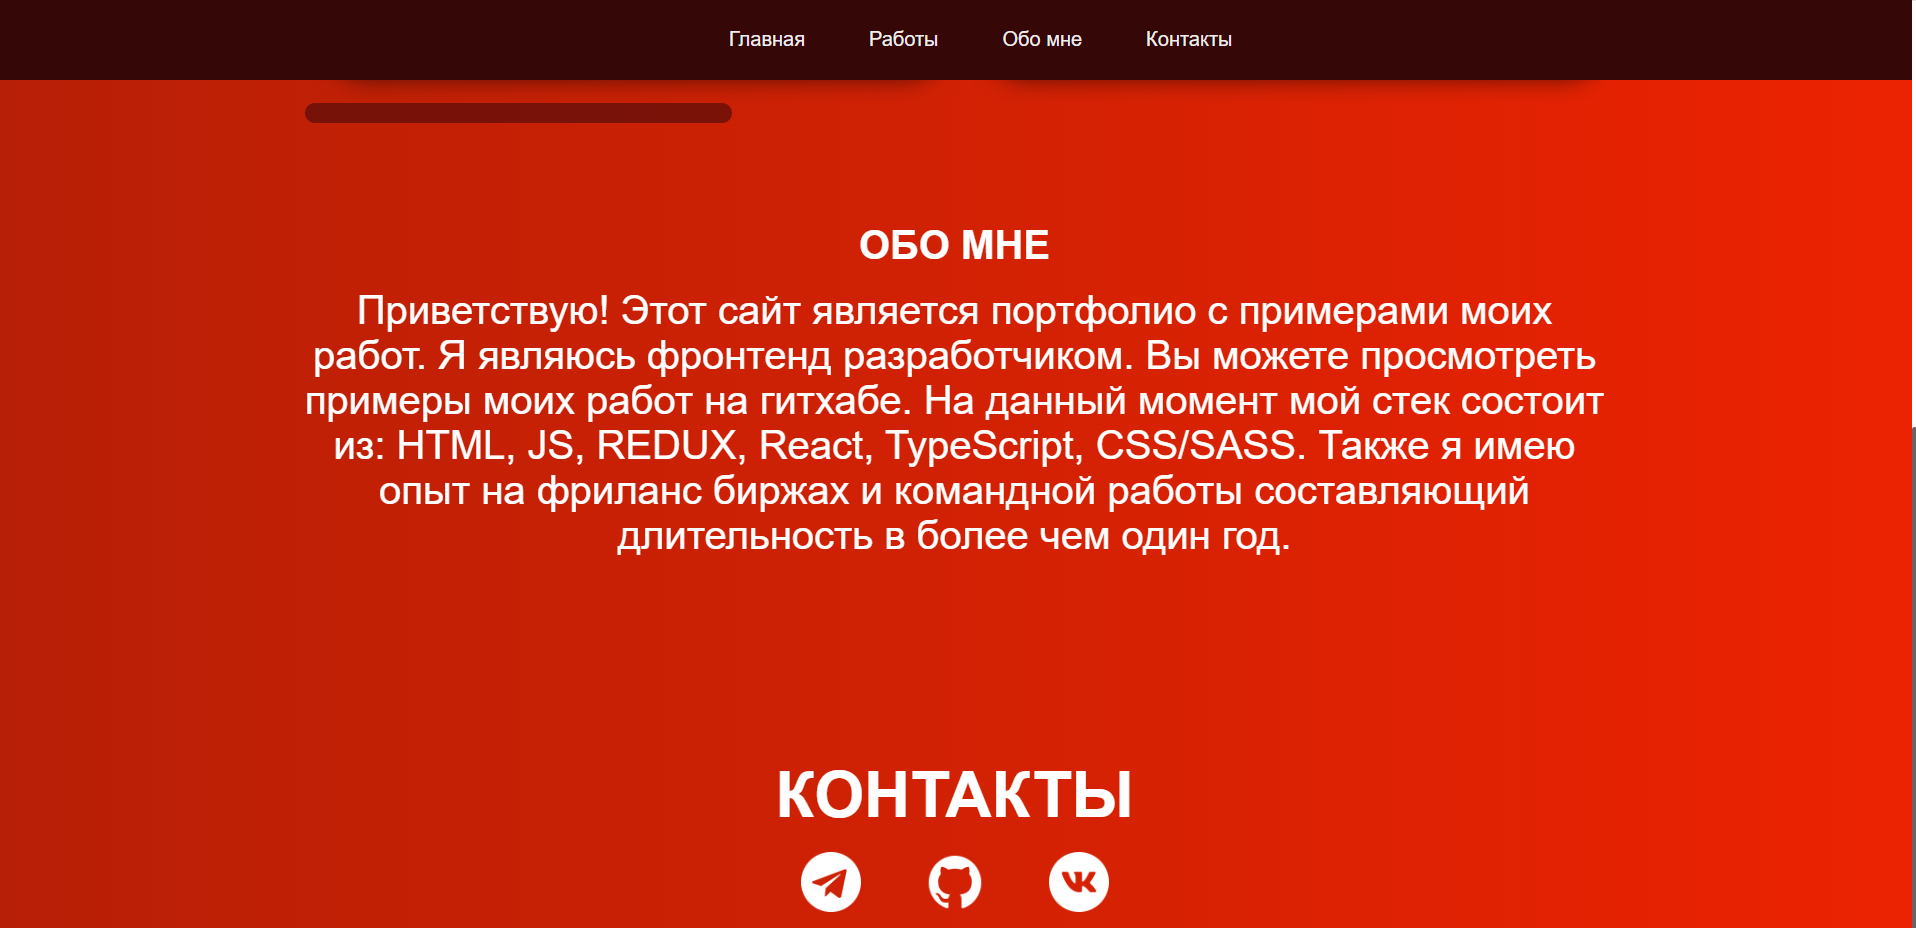 Главная Работы Обо мне Контакты
ОБО МНЕ
Приветствую! Этот сайт является портфолио с примерами моих
работ. Я являюсь фронтенд разработчиком. Вы можете просмотреть
примеры моих работ на гитхабе. На данный момент мой стек состоит
из: HTML, JS, REDUX, React, TypeScript, CSS/SASS. Также я имею
опыт на фриланс биржах и командной работы составляющий
длительность в более чем один год.
КОНТАКТЫ